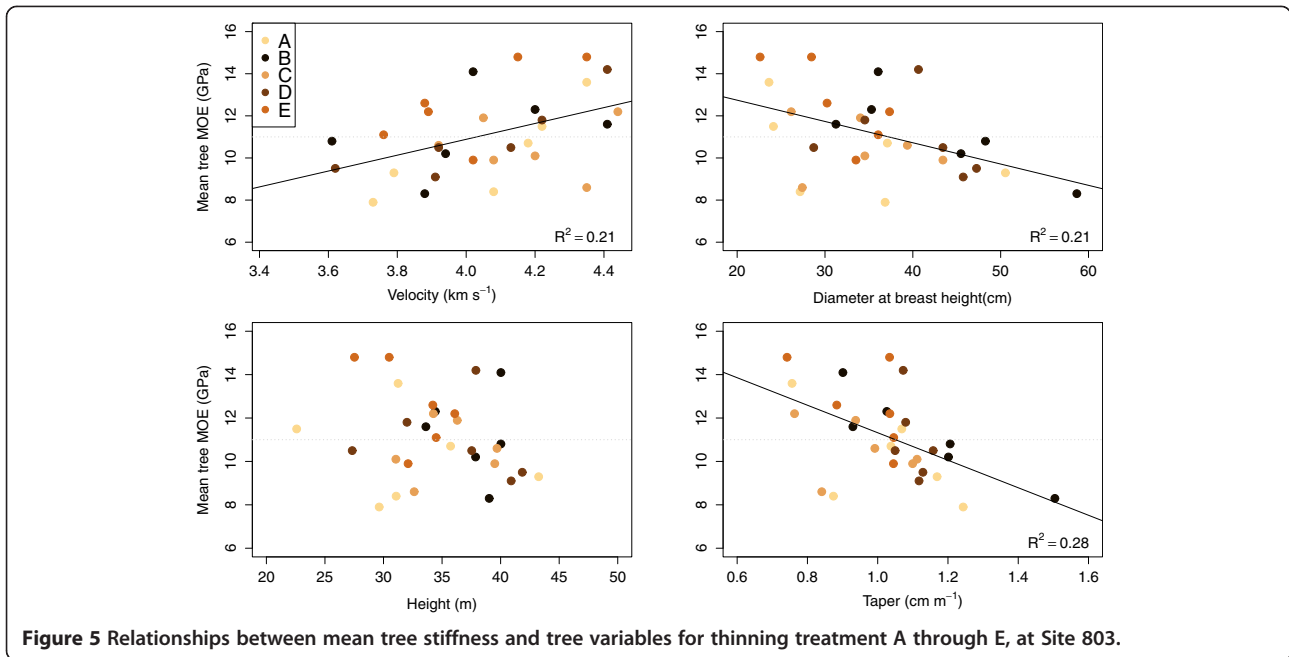 A
B
C
D
E
Mean tree MOE (GPa)
16
14
12
10
8
6
R² = 0.21
3.4 3.6 3.8 4.0 4.2 4.4
Velocity (km s⁻¹)
16
14
12
10
8
6
R² = 0.21
20 30 40 50 60
Diameter at breast height(cm)
Mean tree MOE (GPa)
16
14
12
10
8
6
20 25 30 35 40 45 50
Height (m)
16
14
12
10
8
6
R² = 0.28
0.6 0.8 1.0 1.2 1.4 1.6
Taper (cm m⁻¹)
Figure 5 Relationships between mean tree stiffness and tree variables for thinning treatment A through E, at Site 803.